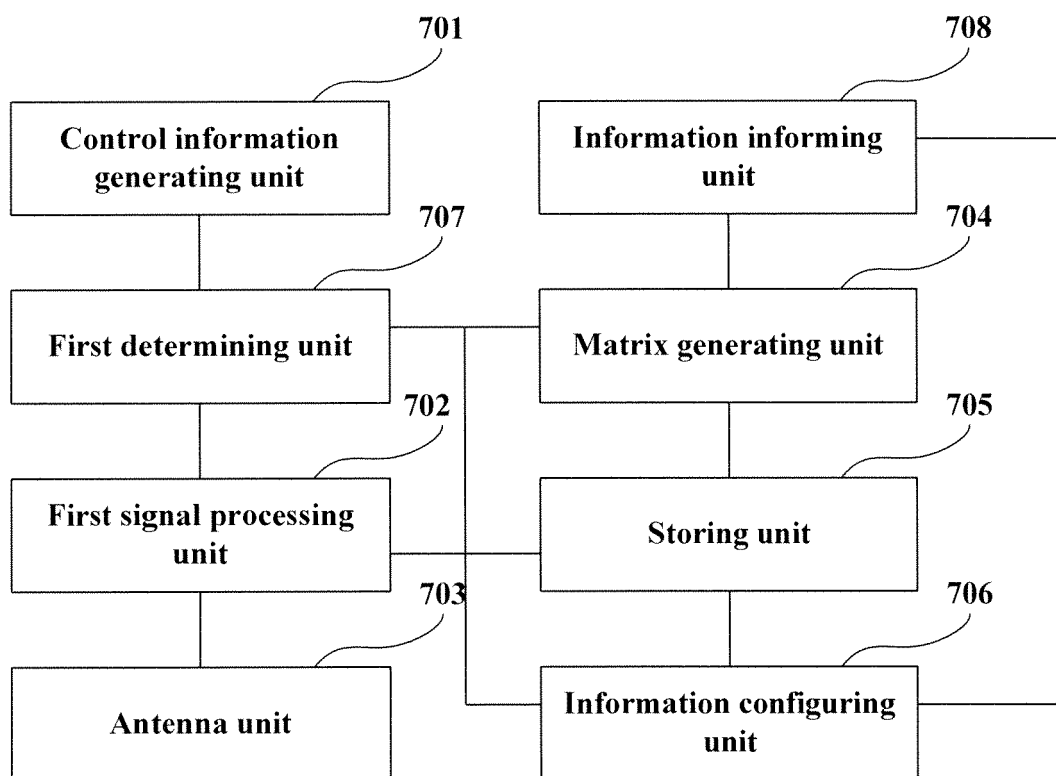 701
708
Control information
generating unit
Information informing
unit
707
704
First determining unit
Matrix generating unit
702
705
First signal processing
unit
Storing unit
703
706
Antenna unit
Information configuring
unit